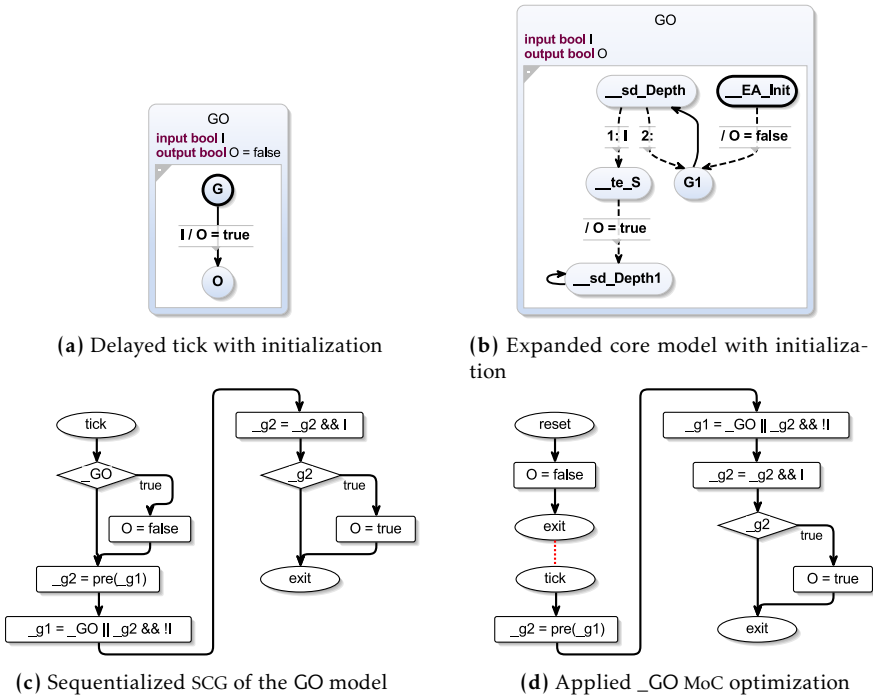 GO
input bool I
output bool O = false
G
I / O = true
O
GO
input bool I
output bool O
__sd_Depth
__EA_Init
1: I
2:
/ O = false
__te_S
G1
/ O = true
__sd_Depth1
(a) Delayed tick with initialization
(b) Expanded core model with initializa-
tion
tick
_GO
true
O = false
_g2 = pre(_g1)
_g1 = _GO || _g2 && !I
_g2 = _g2 && I
_g2
true
O = true
exit
reset
O = false
exit
tick
_g2 = pre(_g1)
_g1 = _GO || _g2 && !I
_g2 = _g2 && I
_g2
true
O = true
exit
(c) Sequentialized SCG of the GO model
(d) Applied _GO MoC optimization